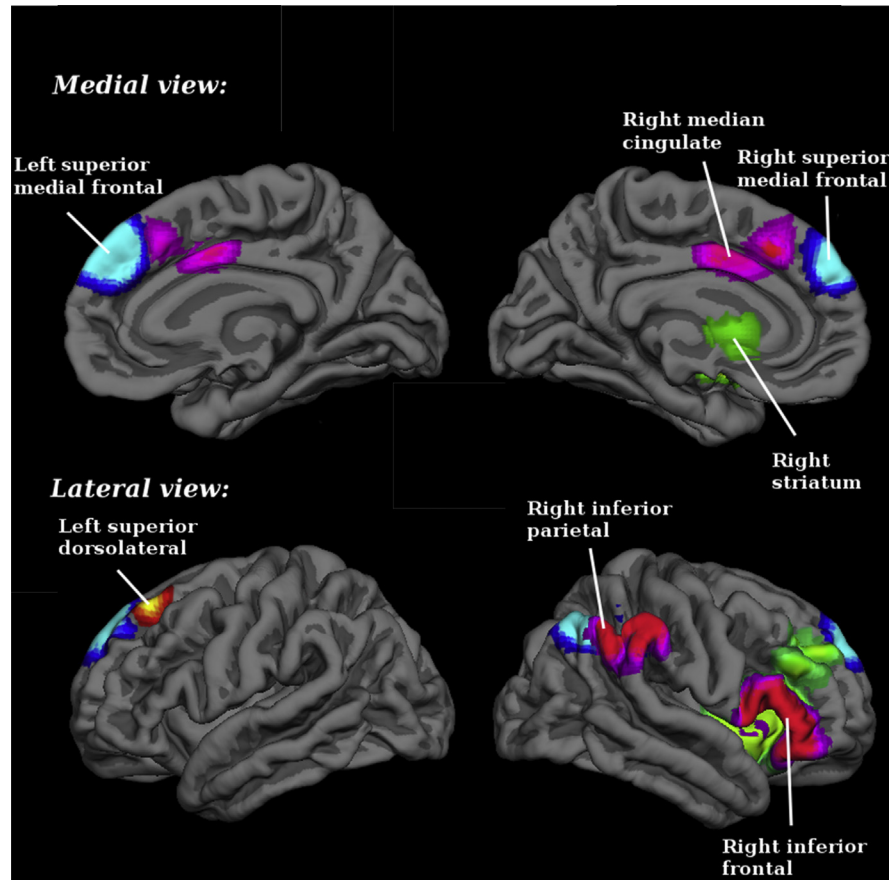 Medial view:
Left superior
medial frontal
Right median
cingulate
Right superior
medial frontal
Right
striatum
Lateral view:
Left superior
dorsolateral
Right inferior
parietal
Right inferior
frontal